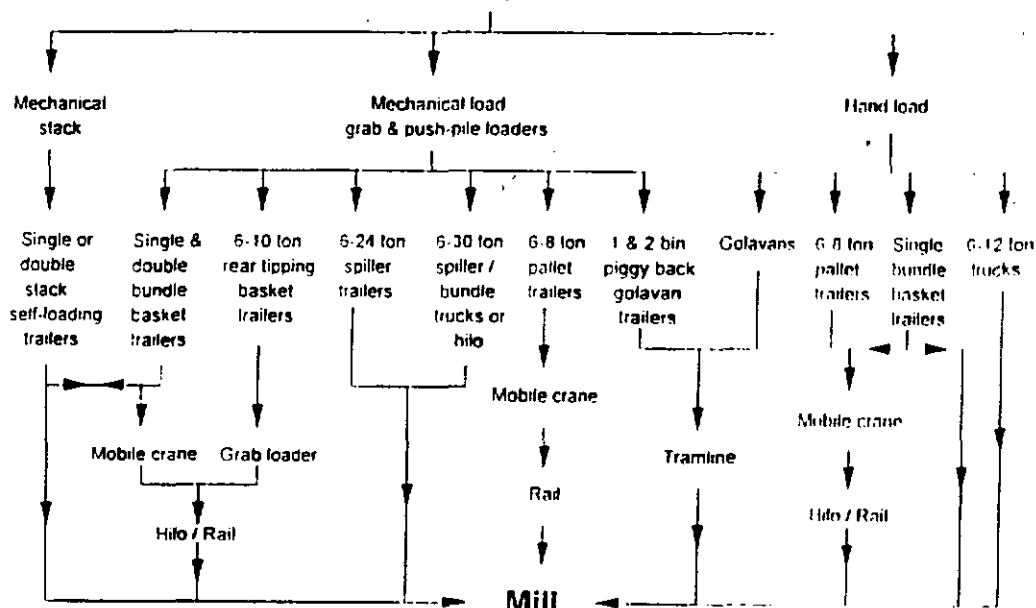 Mechanical
stack
Mechanical load
grab & push-pile loaders
Hand load
Single or
double
stack
self-loading
trailers
Single &
double
bundle
basket
trailers
6-10 ton
rear tipping
basket
trailers
6-24 ton
spiller
trailers
6-30 ton
spiller /
bundle
trucks or
hilo
6-8 ton
pallet
trailers
1 & 2 bin
piggy back
golavan
trailers
Golavans
6-8 ton
pallet
trailers
Single
bundle
basket
trailers
6-12 ton
trucks
Mobile crane
Grab loader
Hilo / Rail
Mobile crane
Rail
Tramline
Mobile crane
Hilo / Rail
Mill